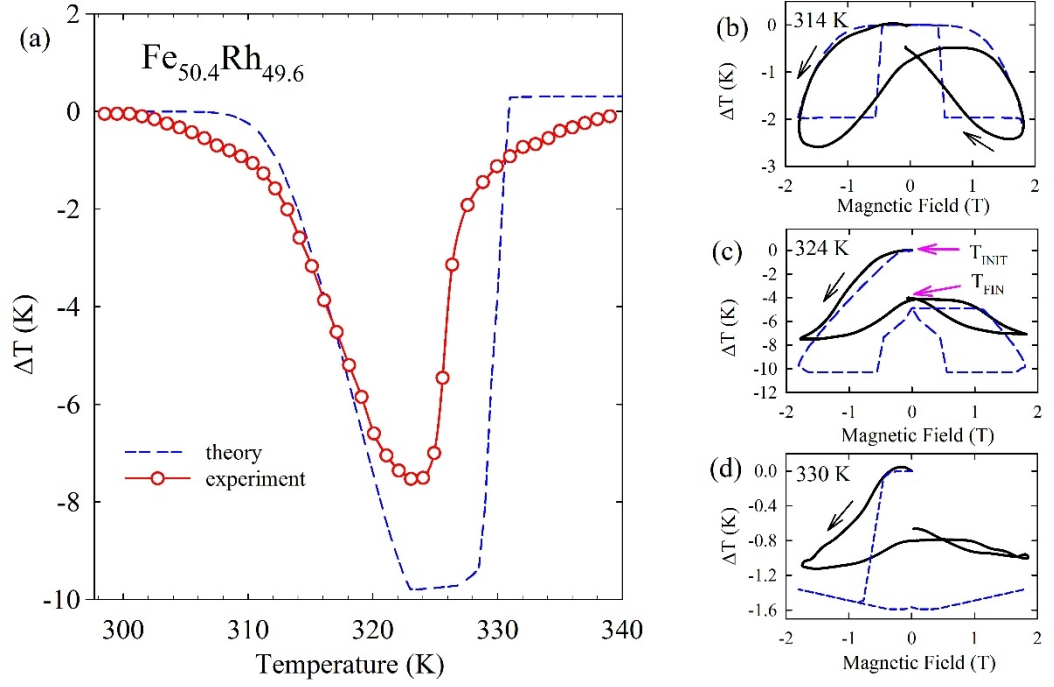 (a)
Fe50.4Rh49.6
2
0
-2
-4
-6
-8
-10
ΔT (K)
theory
experiment
300 310 320 330 340
Temperature (K)
(b)
314 K
0
-1
-2
-3
ΔT (K)
-2 -1 0 1 2
Magnetic Field (T)
(c)
324 K
TINIT
TFIN
0
-2
-4
-6
-8
-10
-12
ΔT (K)
-2 -1 0 1 2
Magnetic Field (T)
(d)
330 K
0.0
-0.4
-0.8
-1.2
-1.6
ΔT (K)
-2 -1 0 1 2
Magnetic Field (T)